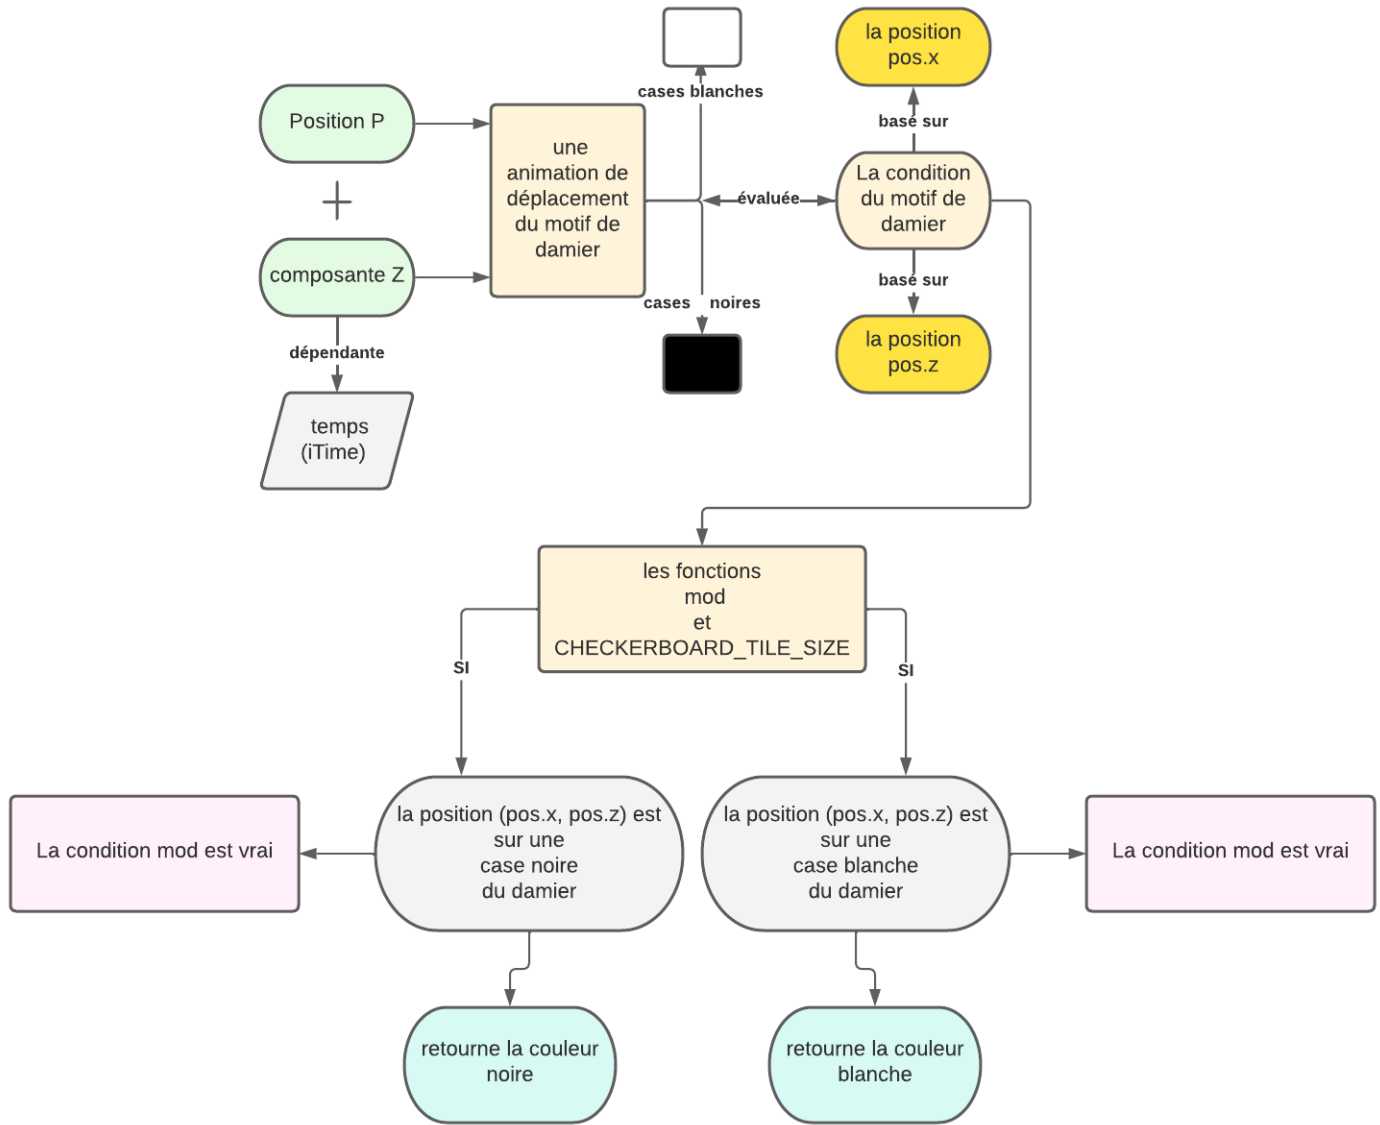 la position
pos.x
cases blanches
Position P
basé sur
une
animation de
déplacement
du motif de
damier
La condition
du motif de
damier
évaluée
composante Z
basé sur
cases noires
dépendante
la position
pos.z
temps
(iTime)
les fonctions
mod
et
CHECKERBOARD_TILE_SIZE
SI
SI
La condition mod est vrai
la position (pos.x, pos.z) est
sur une
case noire
du damier
la position (pos.x, pos.z) est
sur une
case blanche
du damier
La condition mod est vrai
retourne la couleur
noire
retourne la couleur
blanche